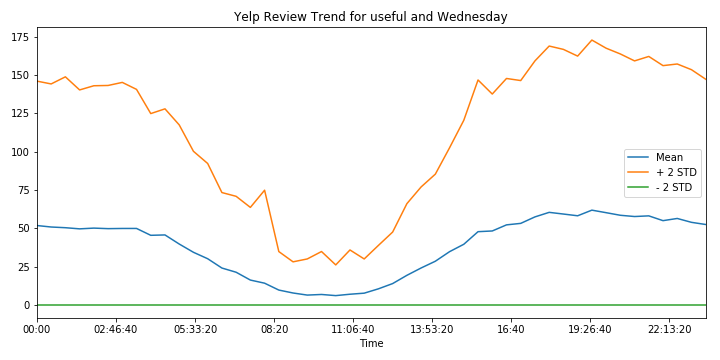 Yelp Review Trend for useful and Wednesday
175
150
125
100
75
50
25
0
Mean
+ 2 STD
- 2 STD
00:00 02:46:40 05:33:20 08:20 11:06:40 13:53:20 16:40 19:26:40 22:13:20
Time